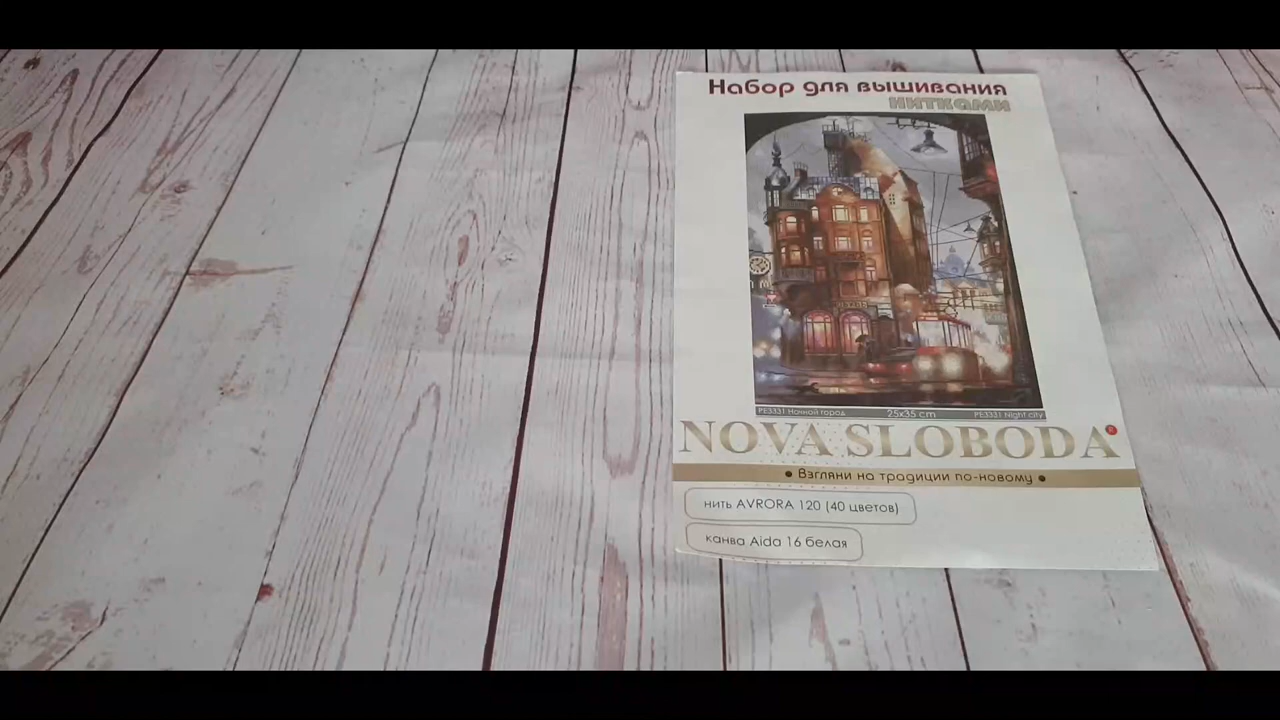 Набор для вышивания
нитками
РЕ3331 Ночной город 25x35 cm PE3331 Night city
NOVA SLOBODA
• Взгляни на традиции по-новому •
нить AVRORA 120 (40 цветов)
канва Aida 16 белая